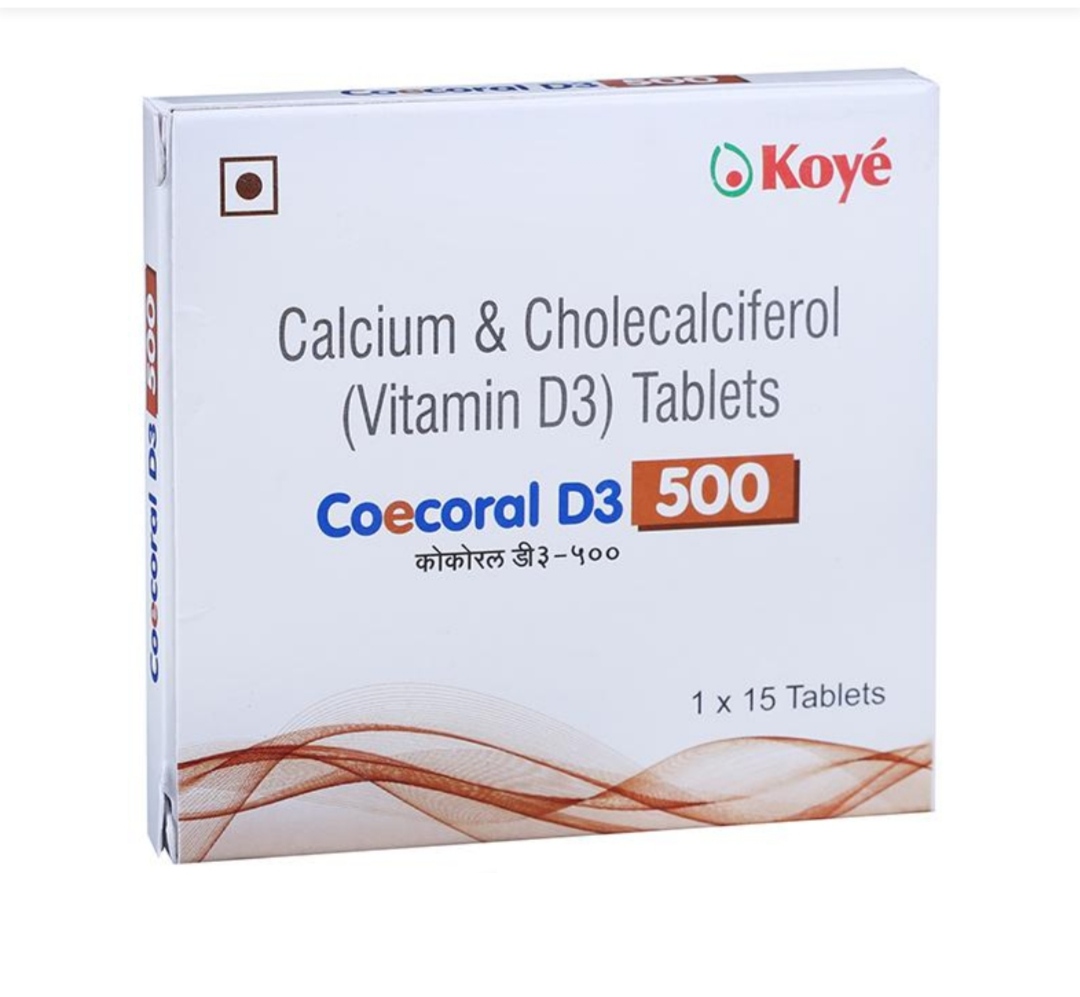 Coecoral D3 500
Koyé
Calcium & Cholecalciferol
(Vitamin D3) Tablets
Coecoral D3 500
कोकोरल डी३-५००
1 x 15 Tablets
Coecoral D3 500